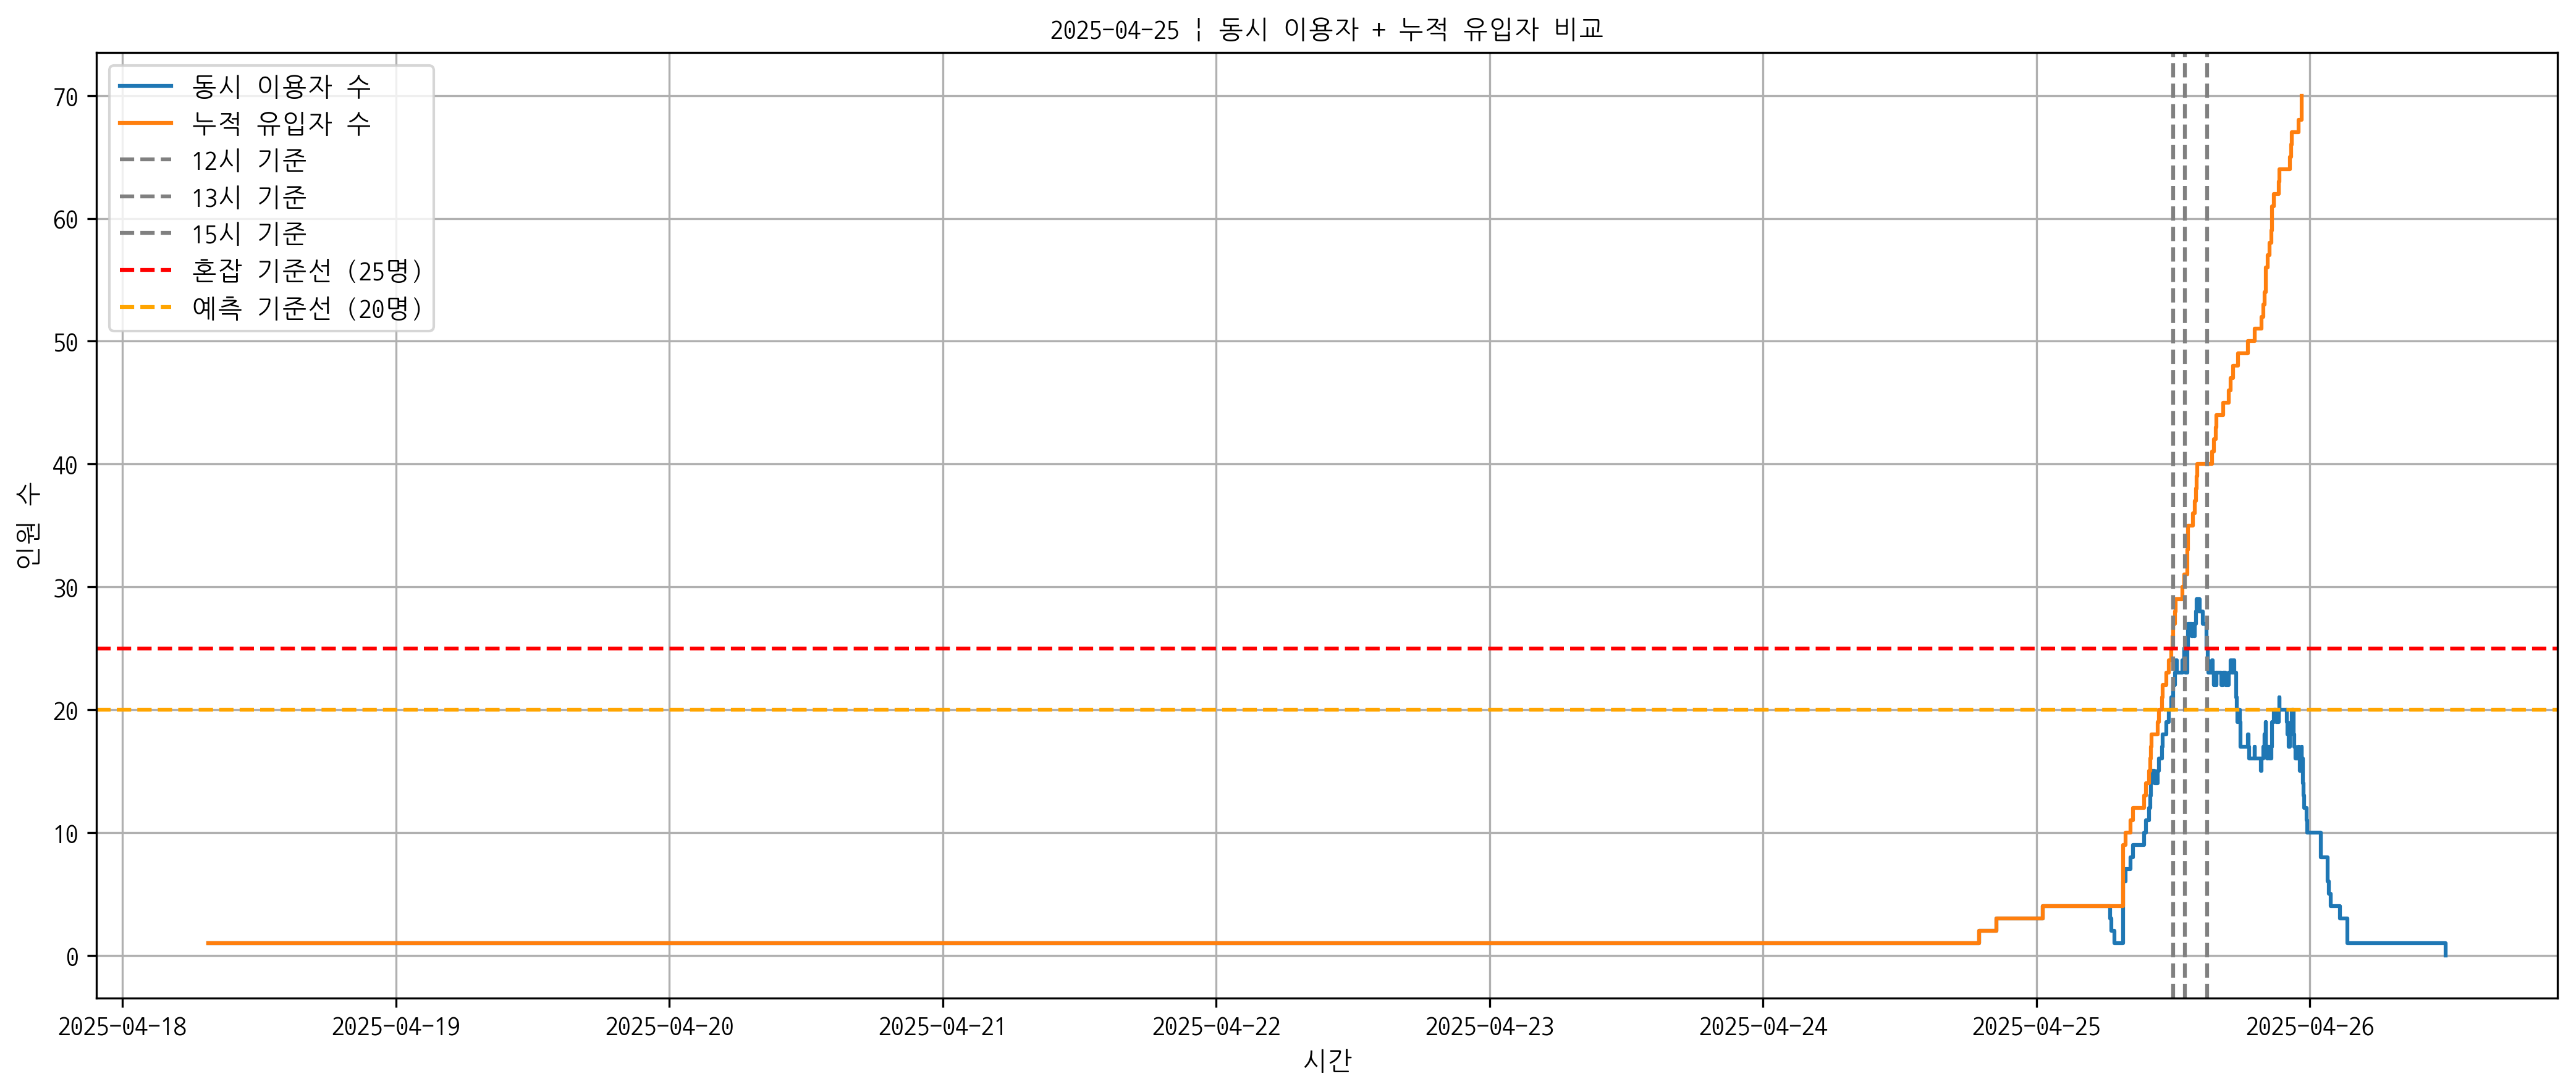 2025-04-25 | 동시 이용자 + 누적 유입자 비교
동시 이용자 수
누적 유입자 수
12시 기준
13시 기준
15시 기준
혼잡 기준선 (25명)
예측 기준선 (20명)
70
60
50
40
30
20
10
0
인원 수
2025-04-18
2025-04-19
2025-04-20
2025-04-21
2025-04-22
2025-04-23
2025-04-24
2025-04-25
2025-04-26
시간